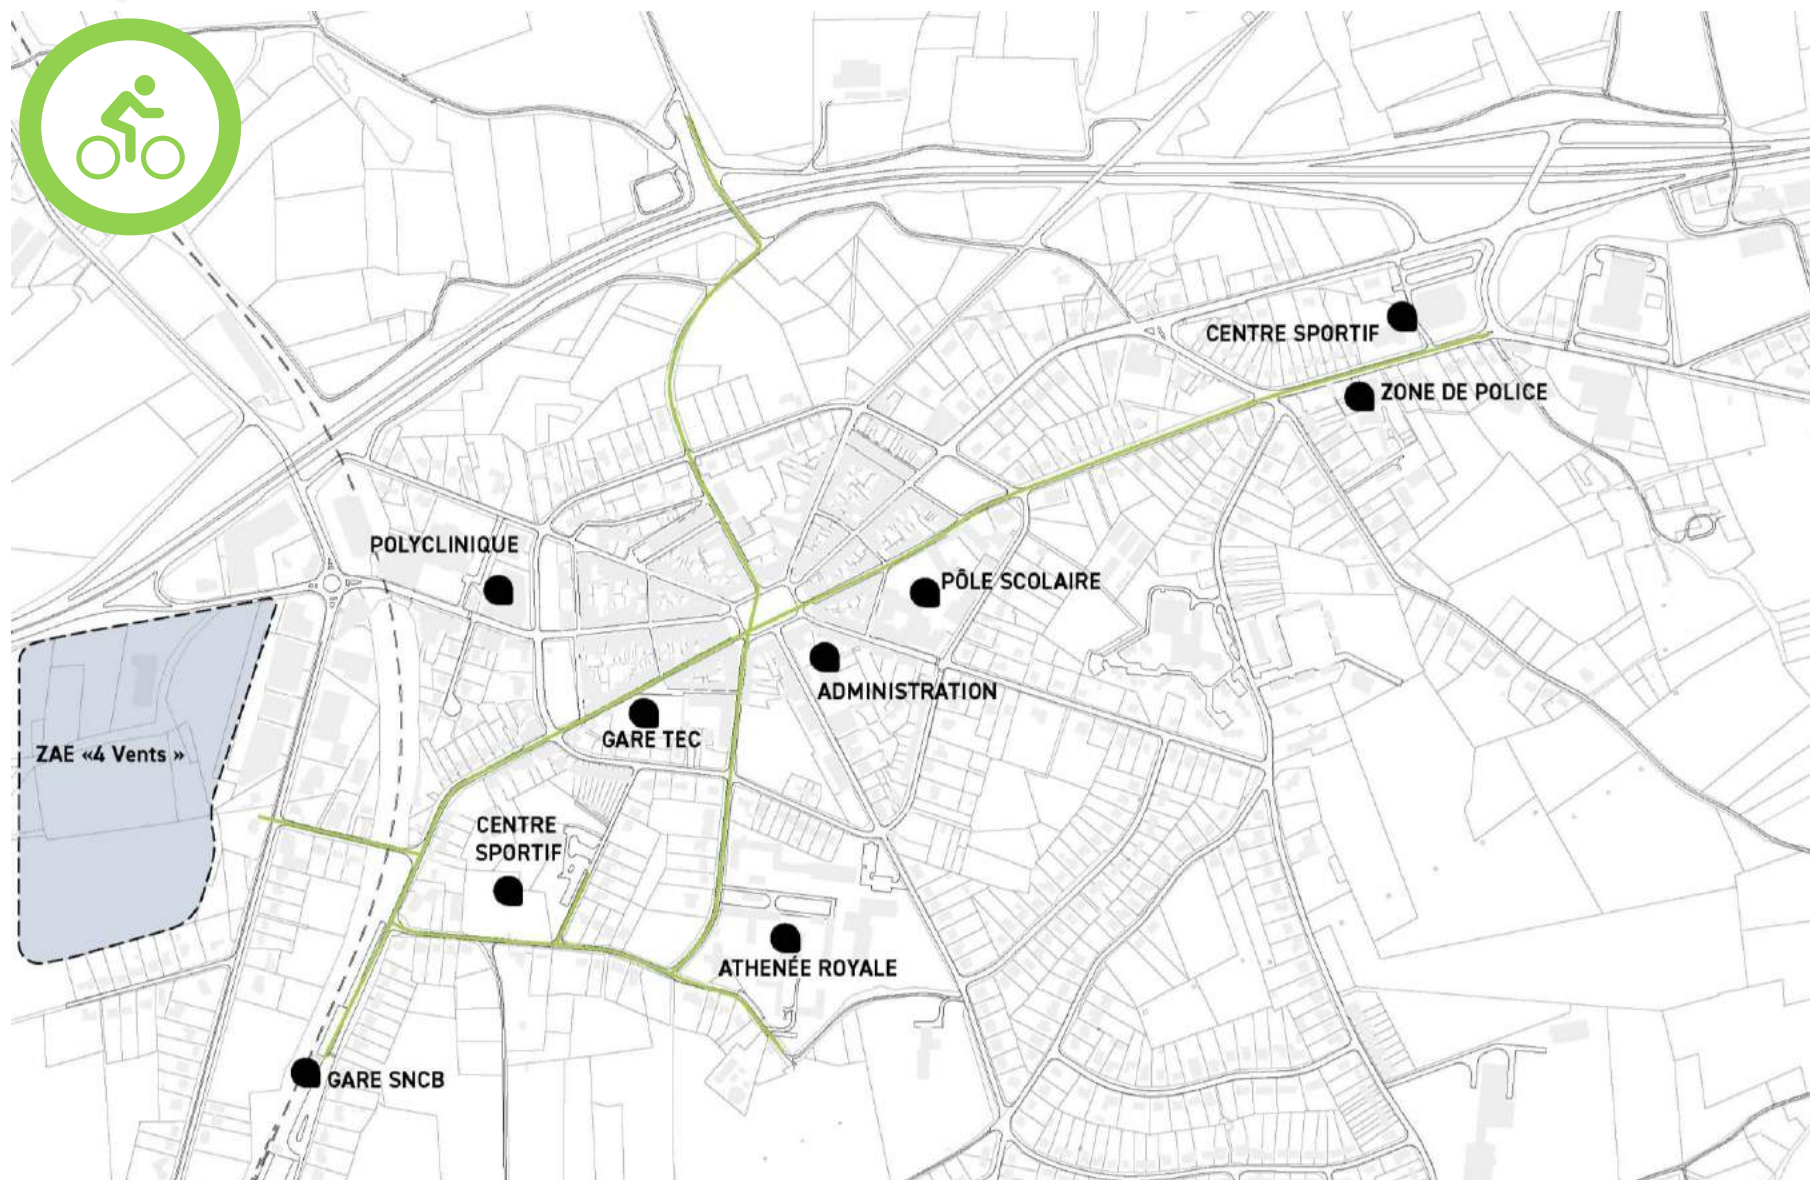 CENTRE SPORTIF
ZONE DE POLICE
POLYCLINIQUE
PÔLE SCOLAIRE
ADMINISTRATION
GARE TEC
ZAE «4 Vents »
CENTRE
SPORTIF
ATHENÉE ROYALE
GARE SNCB